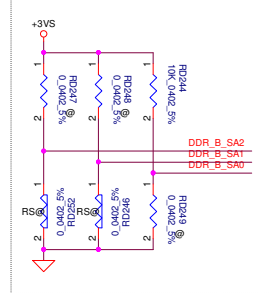 +3VS
1
1
1
RD247
0_0402_5%
@
RD248
0_0402_5%
@
RD244
10K_0402_5%
2
2
2
DDR_B_SA2
DDR_B_SA1
DDR_B_SA0
1
1
1
RS@
0_0402_5%
RD252
RS@
0_0402_5%
RD246
RD249
0_0402_5%
@
2
2
2